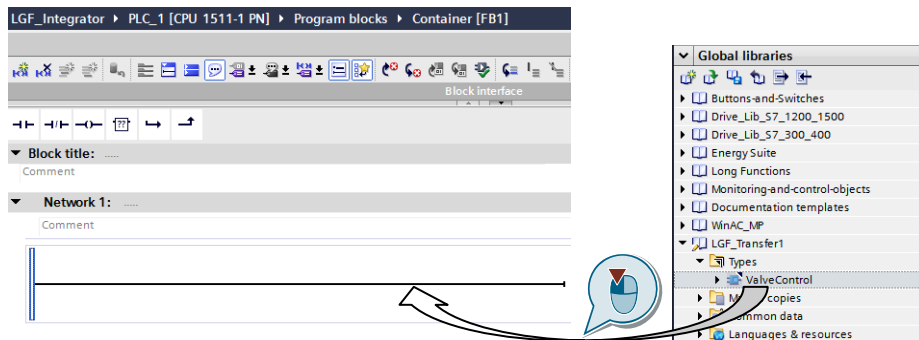 LGF_Integrator ▸ PLC_1 [CPU 1511-1 PN] ▸ Program blocks ▸ Container [FB1]
Block interface
??
Block title: .....
Comment
Network 1: .....
Comment
Global libraries
Buttons-and-Switches
Drive_Lib_S7_1200_1500
Drive_Lib_S7_300_400
Energy Suite
Long Functions
Monitoring-and-control-objects
Documentation templates
WinAC_MP
LGF_Transfer1
Types
ValveControl
copies
data
Languages & resources